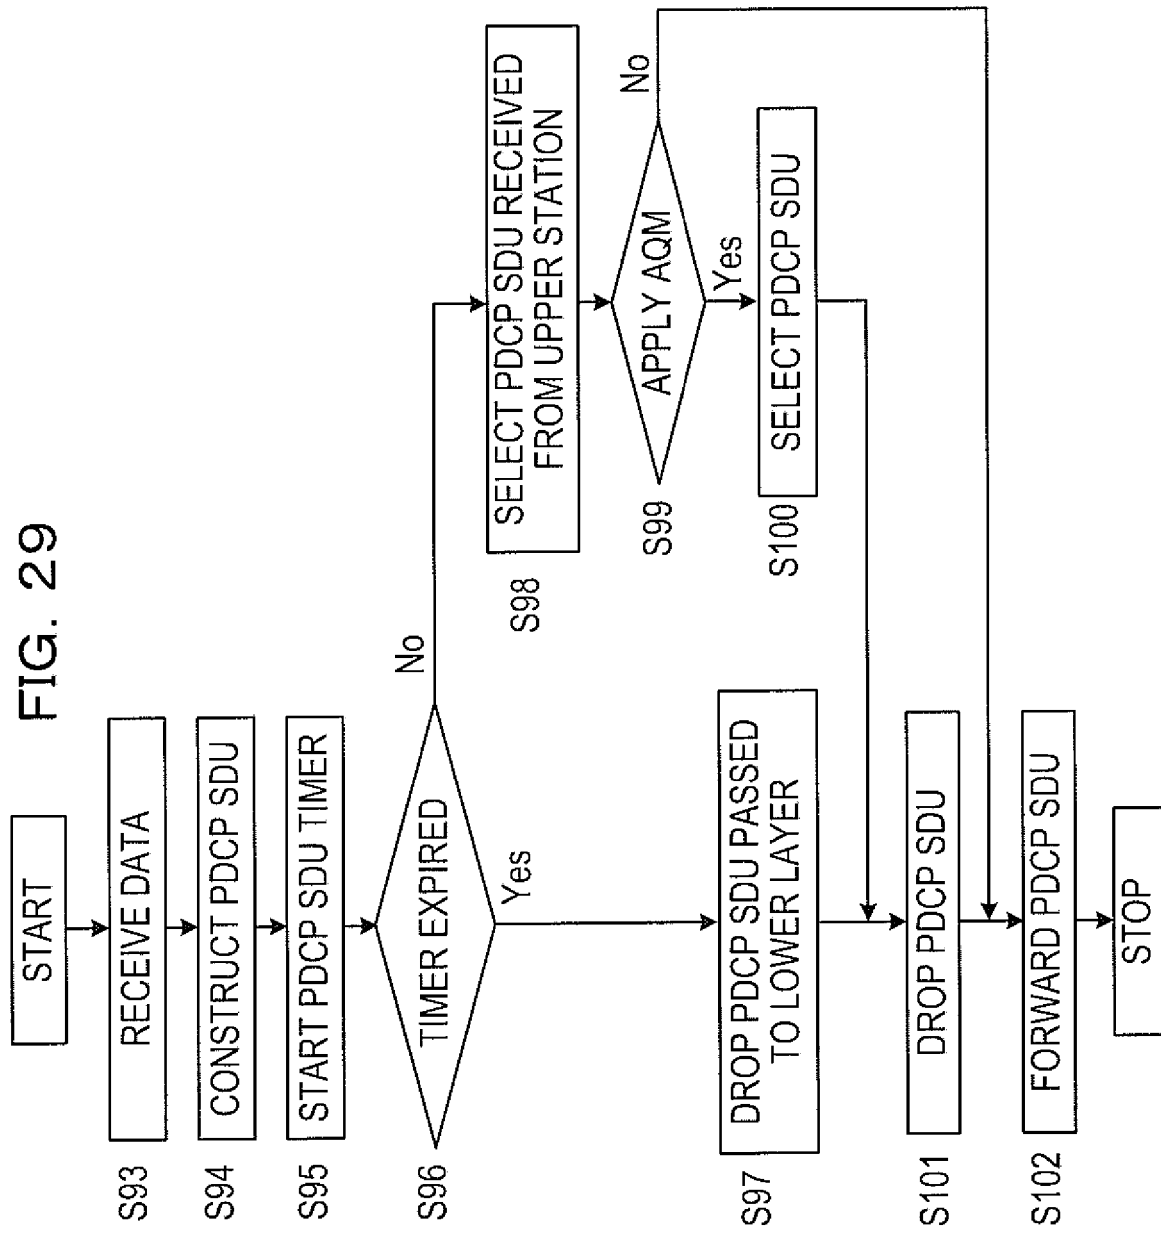 FIG. 29
START
S93
RECEIVE DATA
S94
CONSTRUCT PDCP SDU
S95
START PDCP SDU TIMER
S96
TIMER EXPIRED
No
Yes
S98
SELECT PDCP SDU RECEIVED
FROM UPPER STATION
S99
APPLY AQM
No
Yes
S100
SELECT PDCP SDU
S97
DROP PDCP SDU PASSED
TO LOWER LAYER
S101
DROP PDCP SDU
S102
FORWARD PDCP SDU
STOP